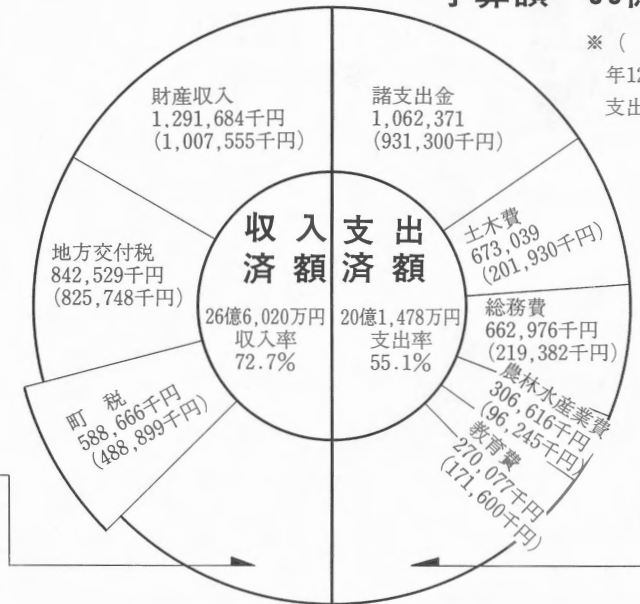 ※（
年12
支出
財産収入
1,291,684千円
(1,007,555千円)
諸支出金
1,062,371
(931,300千円)
地方交付税
842,529千円
(825,748千円)
町税
588,666千円
(488,899千円)
収入済額
26億6,020万円
収入率
72.7%
支出済額
20億1,478万円
支出率
55.1%
土木費
673,039
(201,930千円)
総務費
662,976千円
(219,382千円)
農林水産業費
306,616千円
(96,245千円)
教育費
270,077千円
(171,600千円)